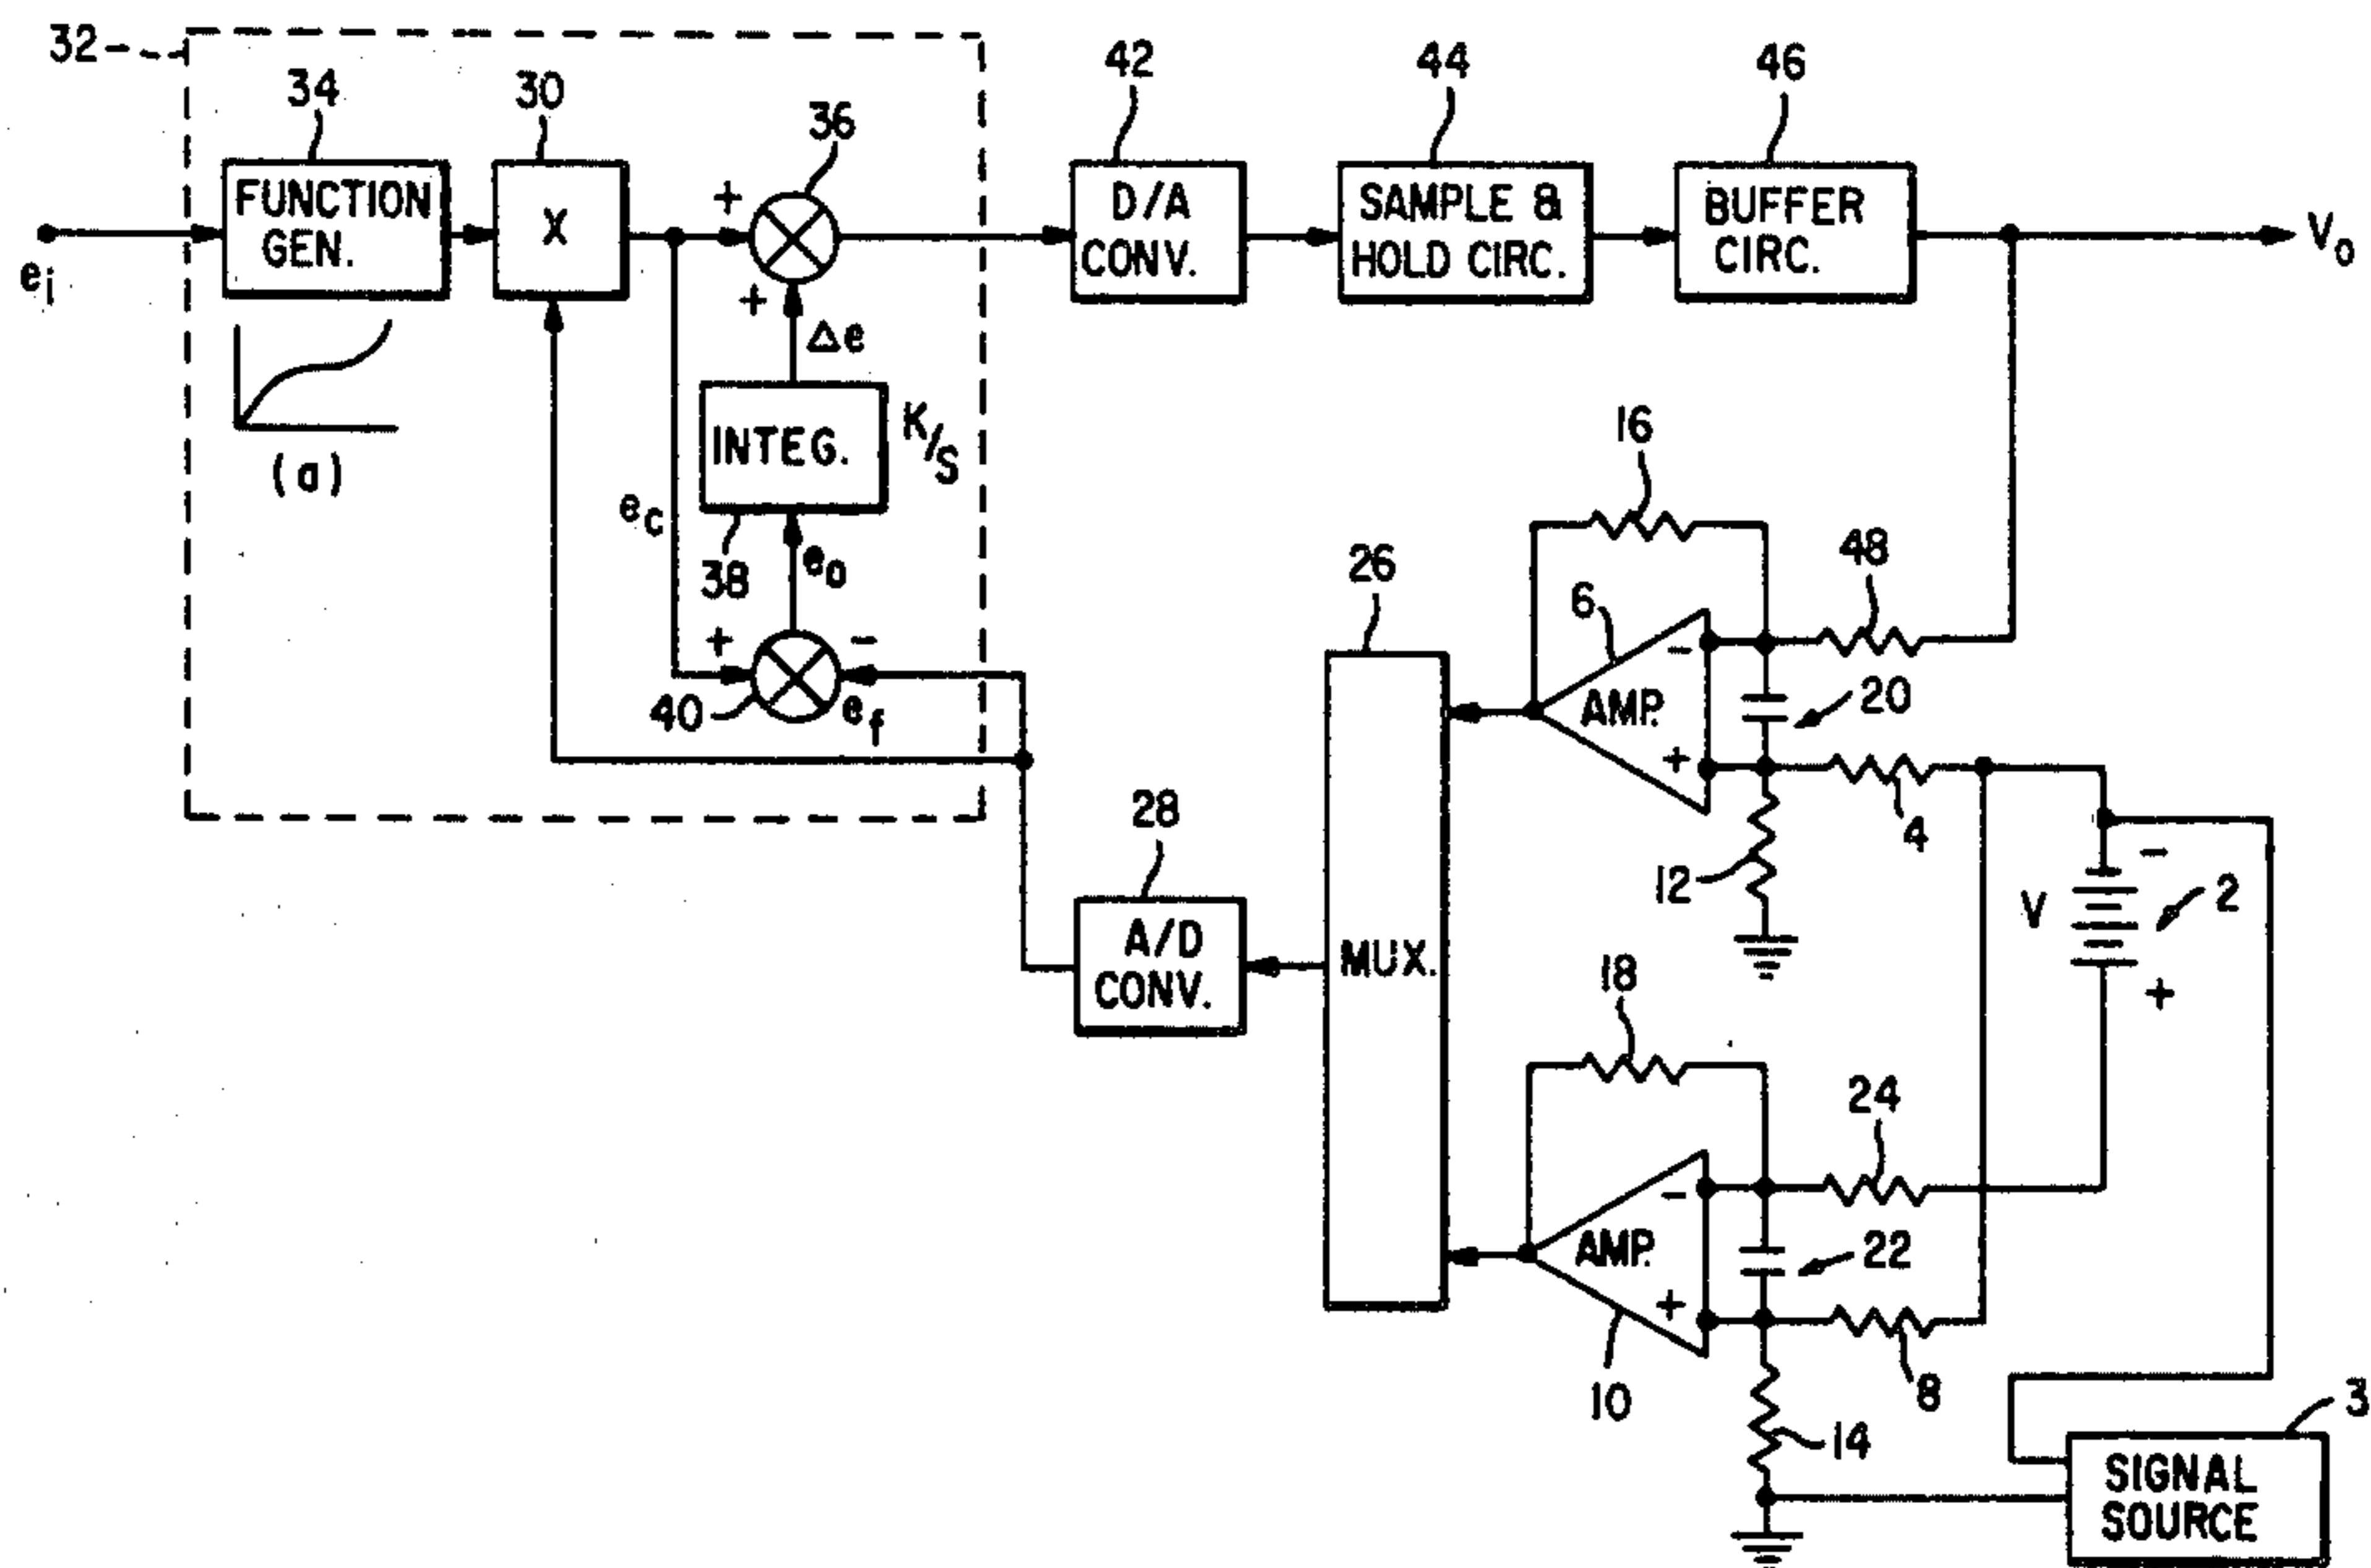 32
34
30
36
42
44
46
FUNCTION
GEN.
X
+
+
D/A
CONV.
SAMPLE &
HOLD CIRC.
BUFFER
CIRC.
Vo
ei
Δe
(a)
INTEG.
K/S
ec
38
eo
+
-
40
ef
16
48
26
6
-
AMP.
+
20
4
12
28
A/D
CONV.
MUX.
-
V
2
+
18
24
-
AMP.
+
22
10
8
14
3
SIGNAL
SOURCE